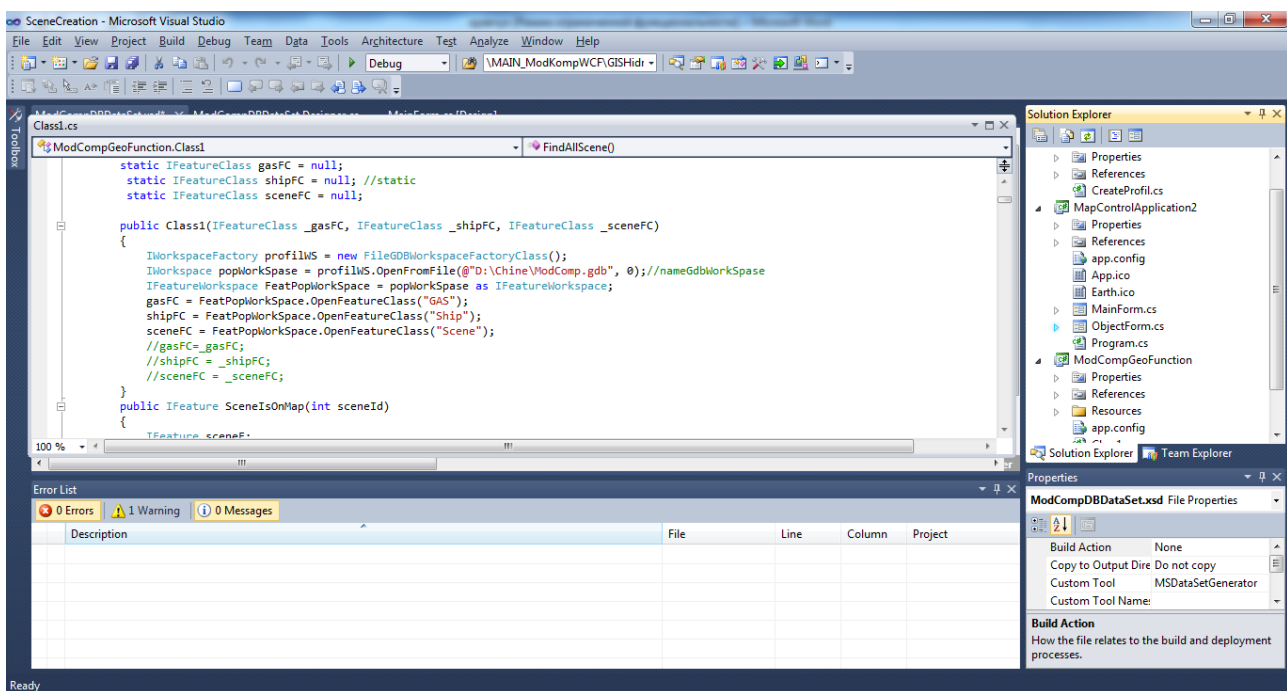 SceneCreation - Microsoft Visual Studio
File Edit View Project Build Debug Team Data Tools Architecture Test Analyze Window Help
Debug \MAIN_ModKompWCF\GISHidr
Toolbox
Class1.cs
ModCompGeoFunction.Class1 FindAllScene()
static IFeatureClass gasFC = null;
static IFeatureClass shipFC = null; //static
static IFeatureClass sceneFC = null;
public Class1(IFeatureClass _gasFC, IFeatureClass _shipFC, IFeatureClass _sceneFC)
{
IWorkspaceFactory profilWS = new FileGDBWorkspaceFactoryClass();
IWorkspace popWorkSpase = profilWS.OpenFromFile(@"D:\Chine\ModComp.gdb", 0);//nameGdbWorkSpase
IFeatureWorkspace FeatPopWorkSpace = popWorkSpase as IFeatureWorkspace;
gasFC = FeatPopWorkSpace.OpenFeatureClass("GAS");
shipFC = FeatPopWorkSpace.OpenFeatureClass("Ship");
sceneFC = FeatPopWorkSpace.OpenFeatureClass("Scene");
//gasFC=_gasFC;
//shipFC = _shipFC;
//sceneFC = _sceneFC;
}
public IFeature SceneIsOnMap(int sceneId)
{
IFeature sceneF;
100 %
Error List
0 Errors 1 Warning 0 Messages
Description File Line Column Project
Ready
Solution Explorer
Properties
References
CreateProfil.cs
MapControlApplication2
Properties
References
app.config
App.ico
Earth.ico
MainForm.cs
ObjectForm.cs
Program.cs
ModCompGeoFunction
Properties
References
Resources
app.config
Solution Explorer Team Explorer
Properties
ModCompDBDataSet.xsd File Properties
Build Action None
Copy to Output Dire Do not copy
Custom Tool MSDataSetGenerator
Custom Tool Name
Build Action
How the file relates to the build and deployment
processes.